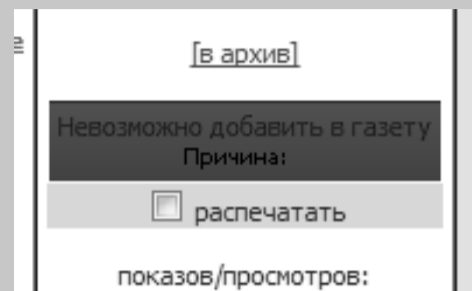 [в архив]
Невозможно добавить в газету
Причина:
распечатать
показов/просмотров: